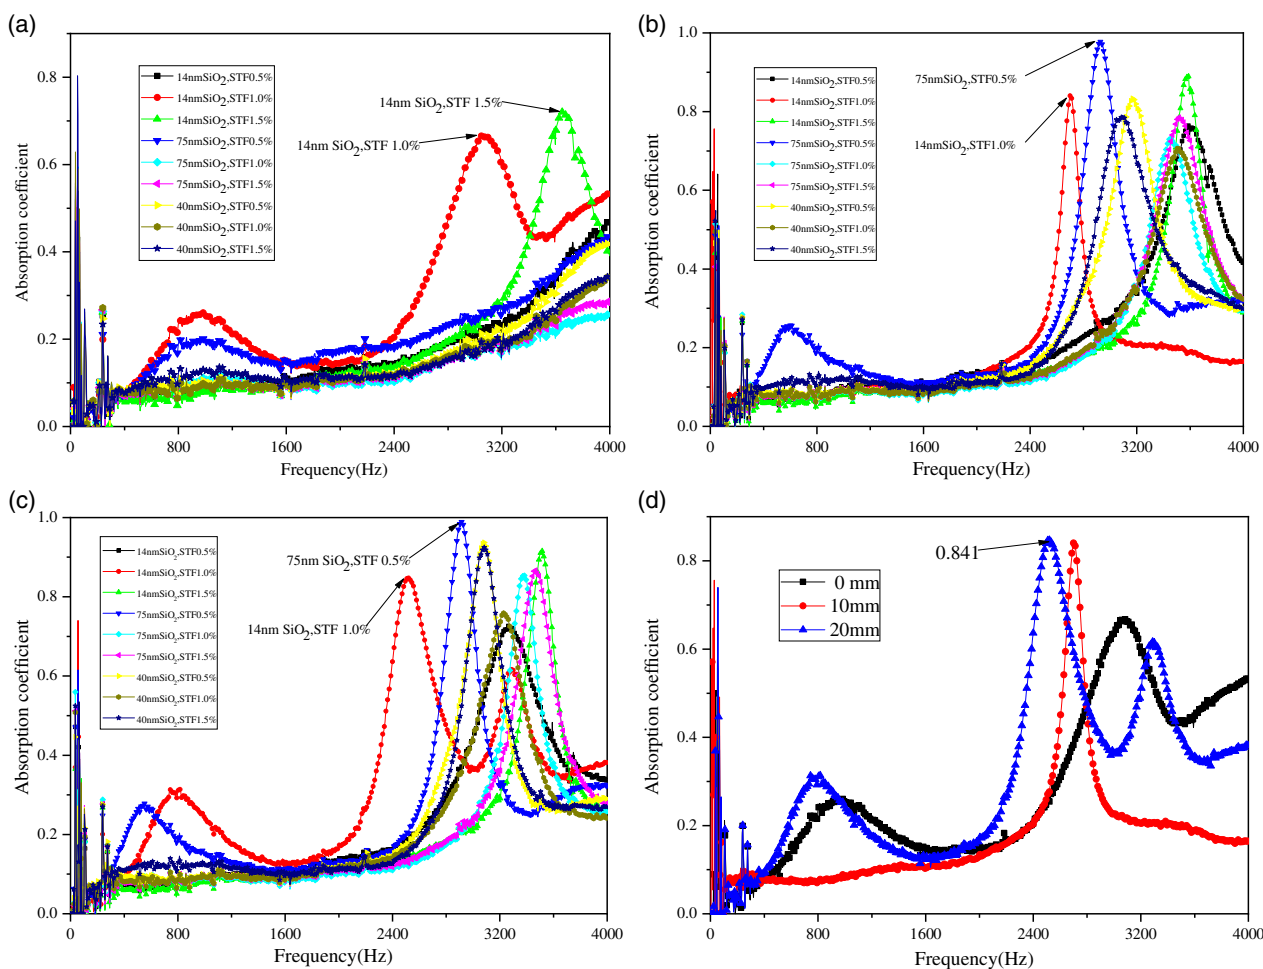 (a)
0.8
0.6
0.4
0.2
0.0
Absorption coefficient
14nmSiO2,STF0.5%
14nmSiO2,STF1.0%
14nmSiO2,STF1.5%
75nmSiO2,STF0.5%
75nmSiO2,STF1.0%
75nmSiO2,STF1.5%
40nmSiO2,STF0.5%
40nmSiO2,STF1.0%
40nmSiO2,STF1.5%
14nm SiO2,STF 1.5%
14nm SiO2,STF 1.0%
0 800 1600 2400 3200 4000
Frequency(Hz)
(b)
1.0
0.8
0.6
0.4
0.2
0.0
Absorption coefficient
14nmSiO2,STF0.5%
14nmSiO2,STF1.0%
14nmSiO2,STF1.5%
75nmSiO2,STF0.5%
75nmSiO2,STF1.0%
75nmSiO2,STF1.5%
40nmSiO2,STF0.5%
40nmSiO2,STF1.0%
40nmSiO2,STF1.5%
75nmSiO2,STF0.5%
14nmSiO2,STF1.0%
0 800 1600 2400 3200 4000
Frequency(Hz)
(c)
1.0
0.8
0.6
0.4
0.2
0.0
Absorption coefficient
14nmSiO2,STF0.5%
14nmSiO2,STF1.0%
14nmSiO2,STF1.5%
75nmSiO2,STF0.5%
75nmSiO2,STF1.0%
75nmSiO2,STF1.5%
40nmSiO2,STF0.5%
40nmSiO2,STF1.0%
40nmSiO2,STF1.5%
75nm SiO2,STF 0.5%
14nm SiO2,STF 1.0%
0 800 1600 2400 3200 4000
Frequency(Hz)
(d)
0.8
0.6
0.4
0.2
0.0
Absorption coefficient
0 mm
10mm
20mm
0.841
0 800 1600 2400 3200 4000
Frequency(Hz)